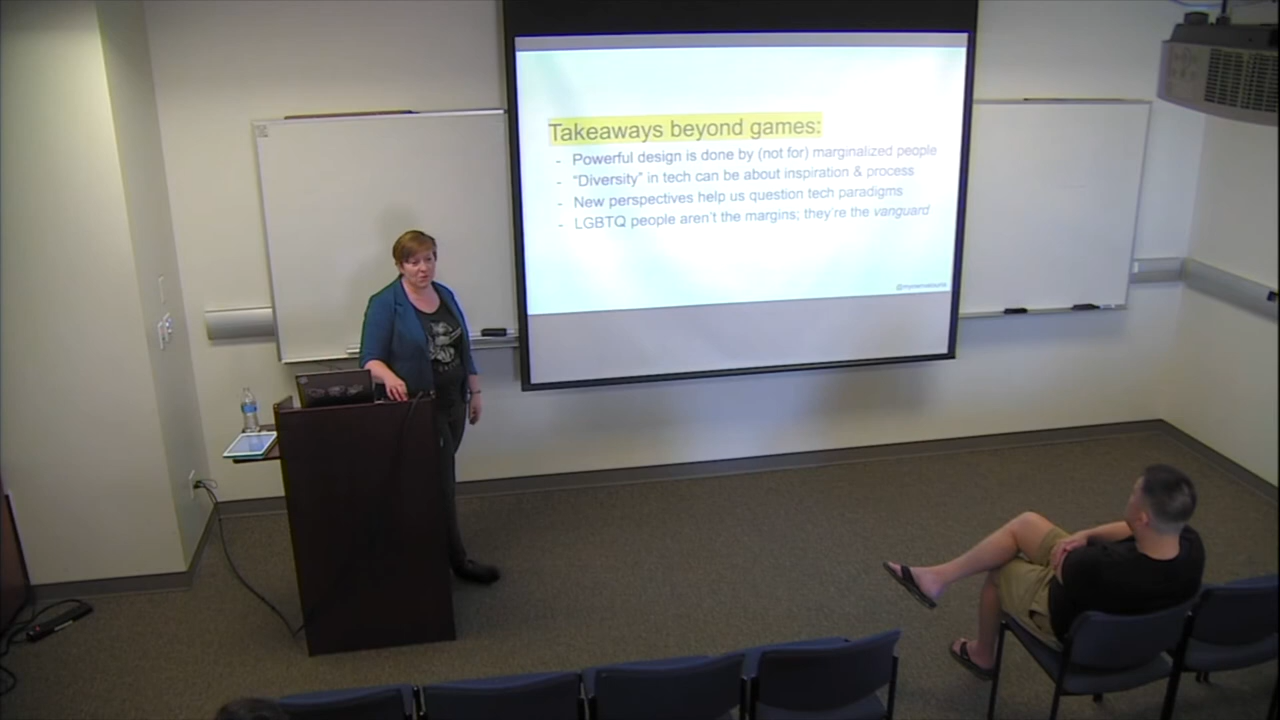 Takeaways beyond games:
- Powerful design is done by (not for) marginalized people
- "Diversity" in tech can be about inspiration & process
- New perspectives help us question tech paradigms
- LGBTQ people aren't the margins; they're the vanguard